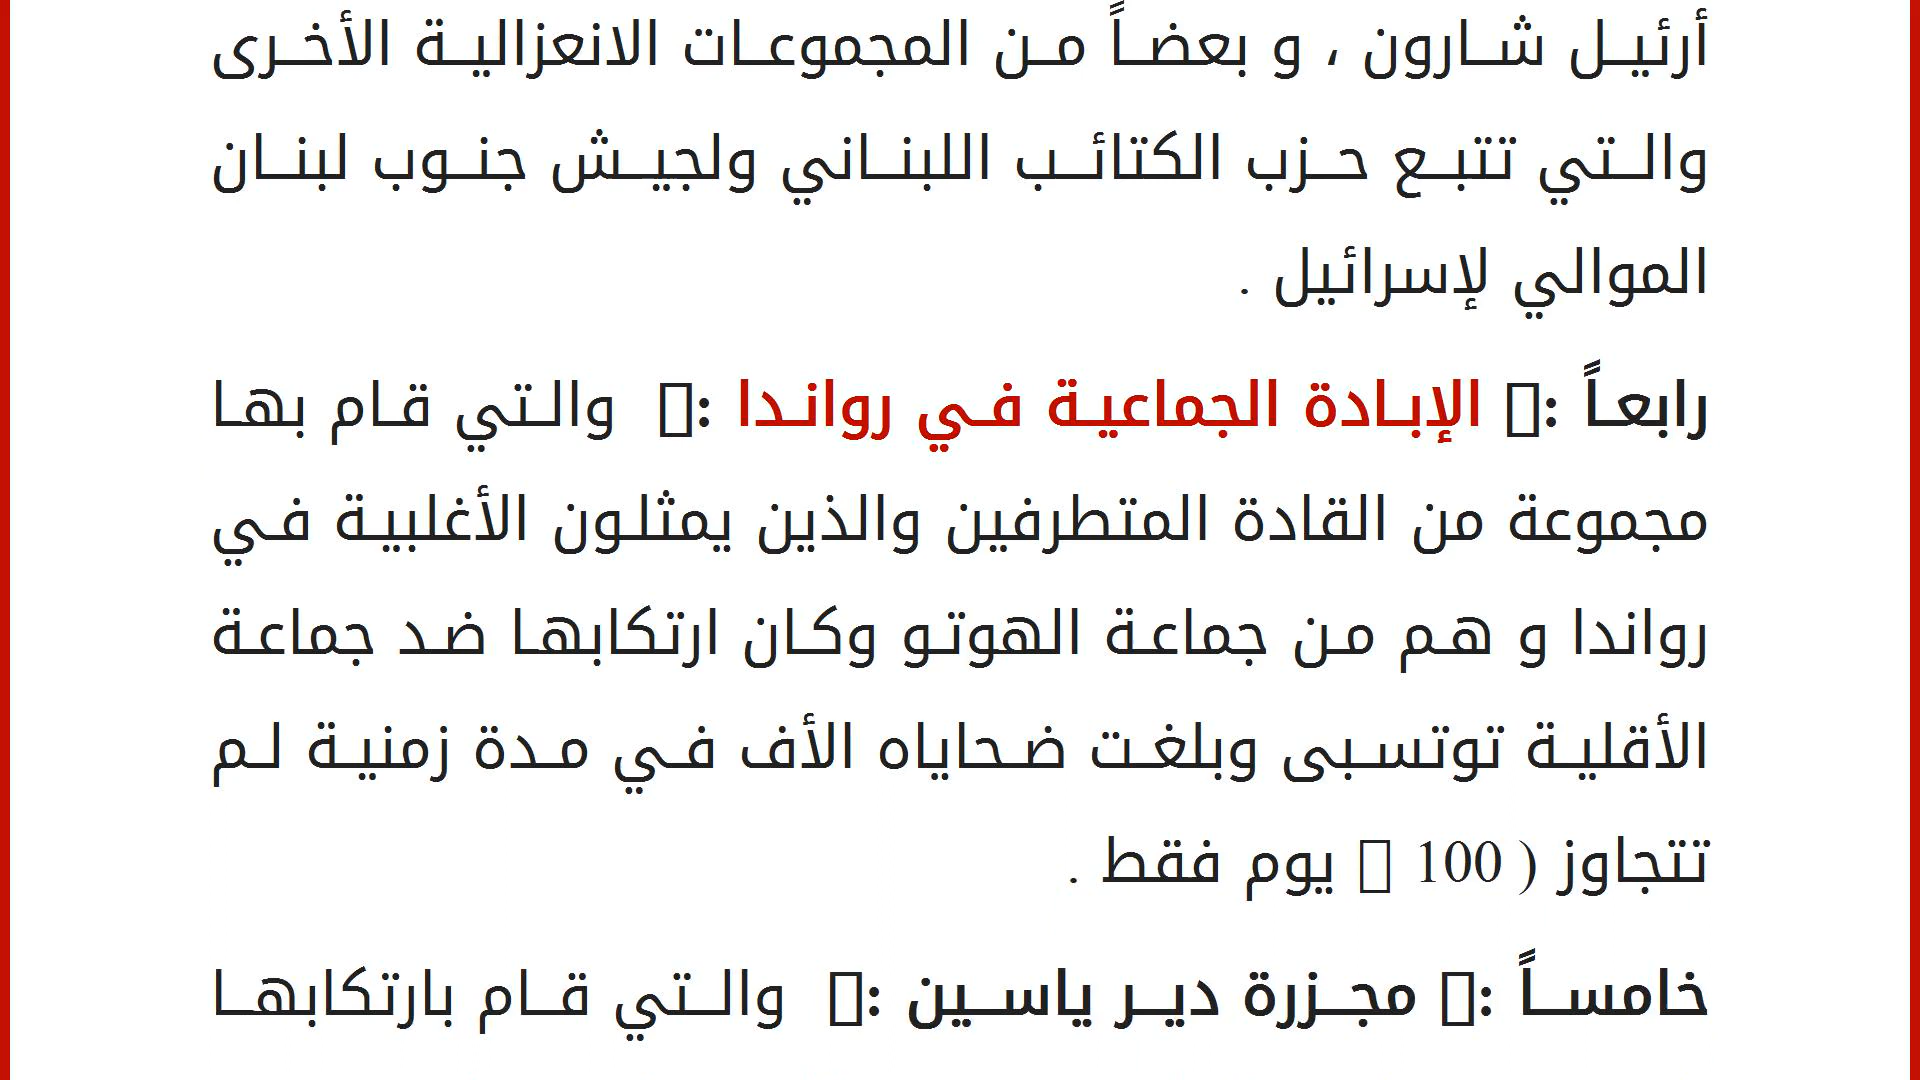 أرئيل شارون ، و بعضاً من المجموعات الانعزالية الأخرى
والتي تتبع حزب الكتائب اللبناني ولجيش جنوب لبنان
الموالي لإسرائيل .
رابعاً : الإبادة الجماعية في رواندا : والتي قام بها
مجموعة من القادة المتطرفين والذين يمثلون الأغلبية في
رواندا و هم من جماعة الهوتو وكان ارتكابها ضد جماعة
الأقلية توتسبى وبلغت ضحاياه الأف في مدة زمنية لم
تتجاوز ( 100 يوم فقط .
خامساً : مجزرة دير ياسين : والتي قام بارتكابها